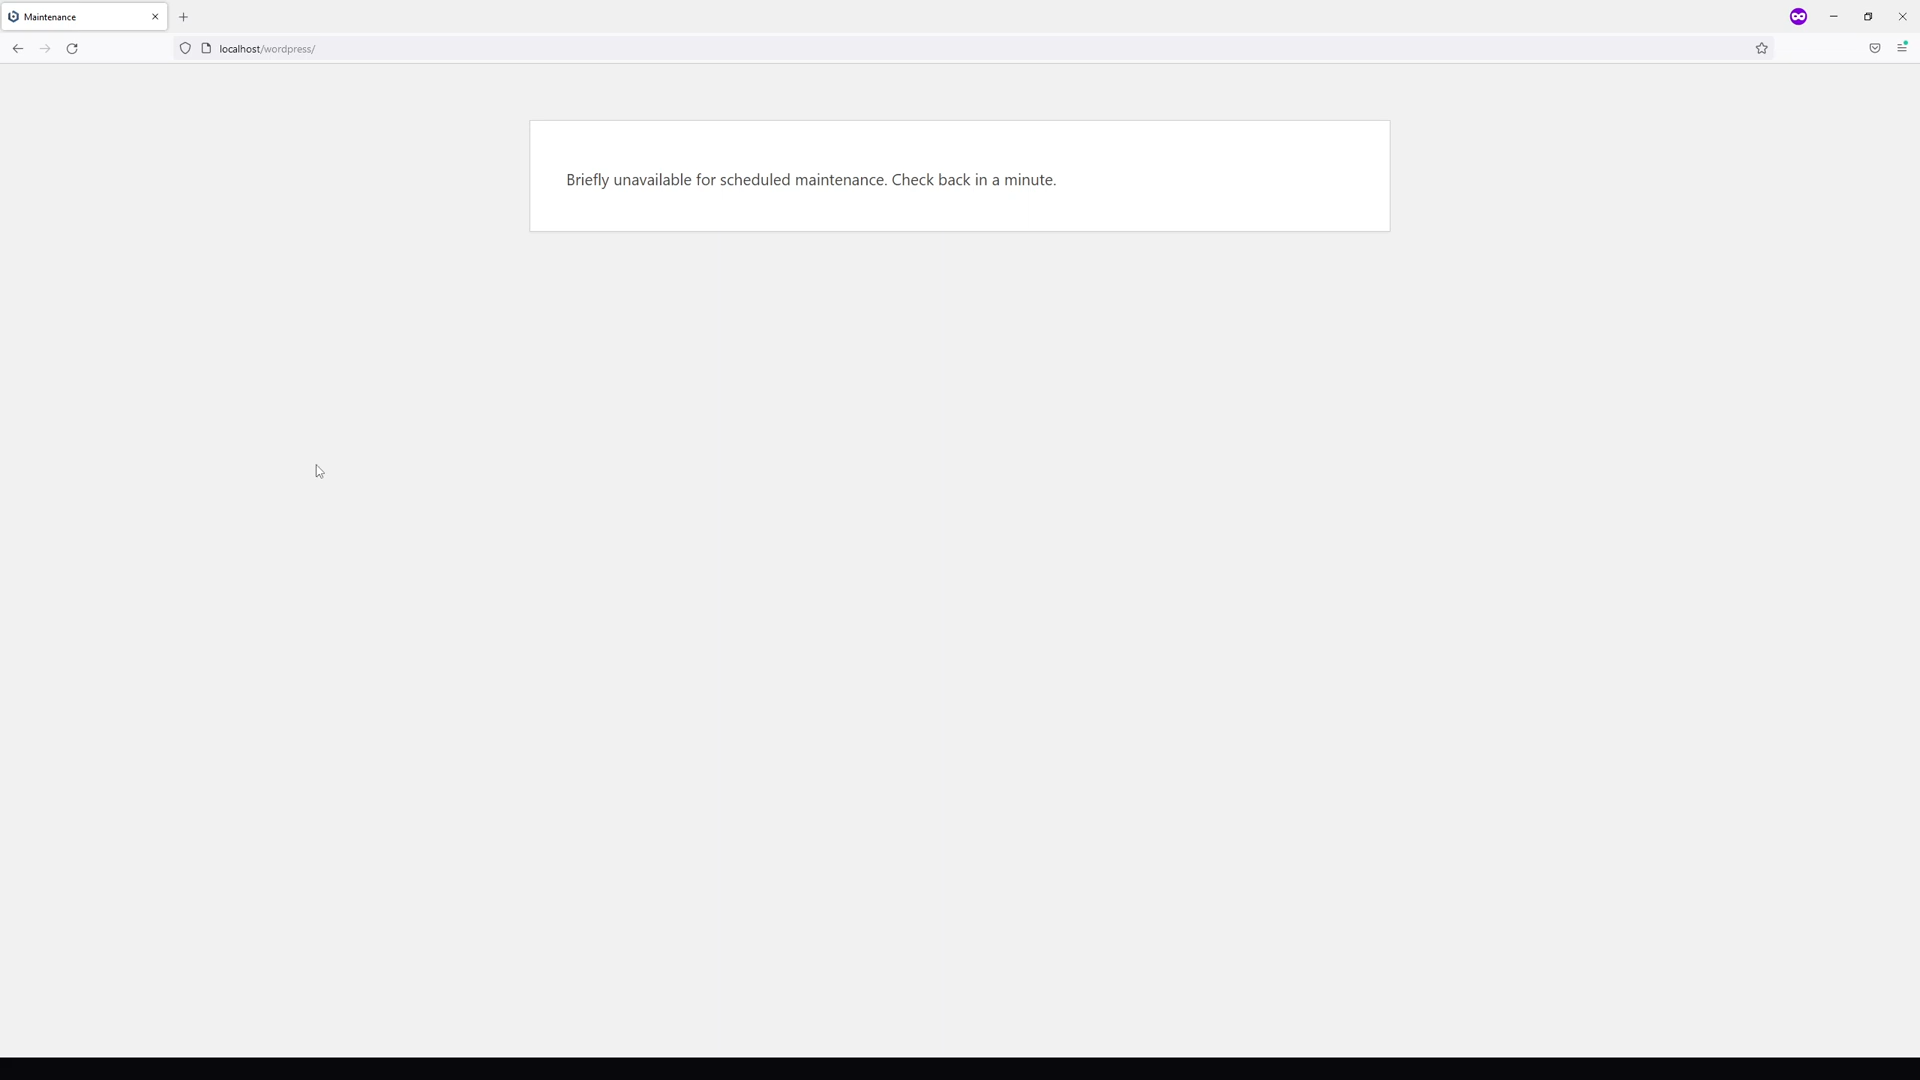 Maintenance
localhost/wordpress/
Briefly unavailable for scheduled maintenance. Check back in a minute.